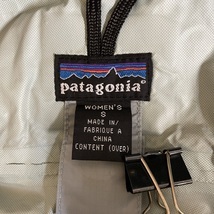 patagonia
WOMEN'S
S
MADE IN/
FABRIQUE A
CHINA
CONTENT (OVER)